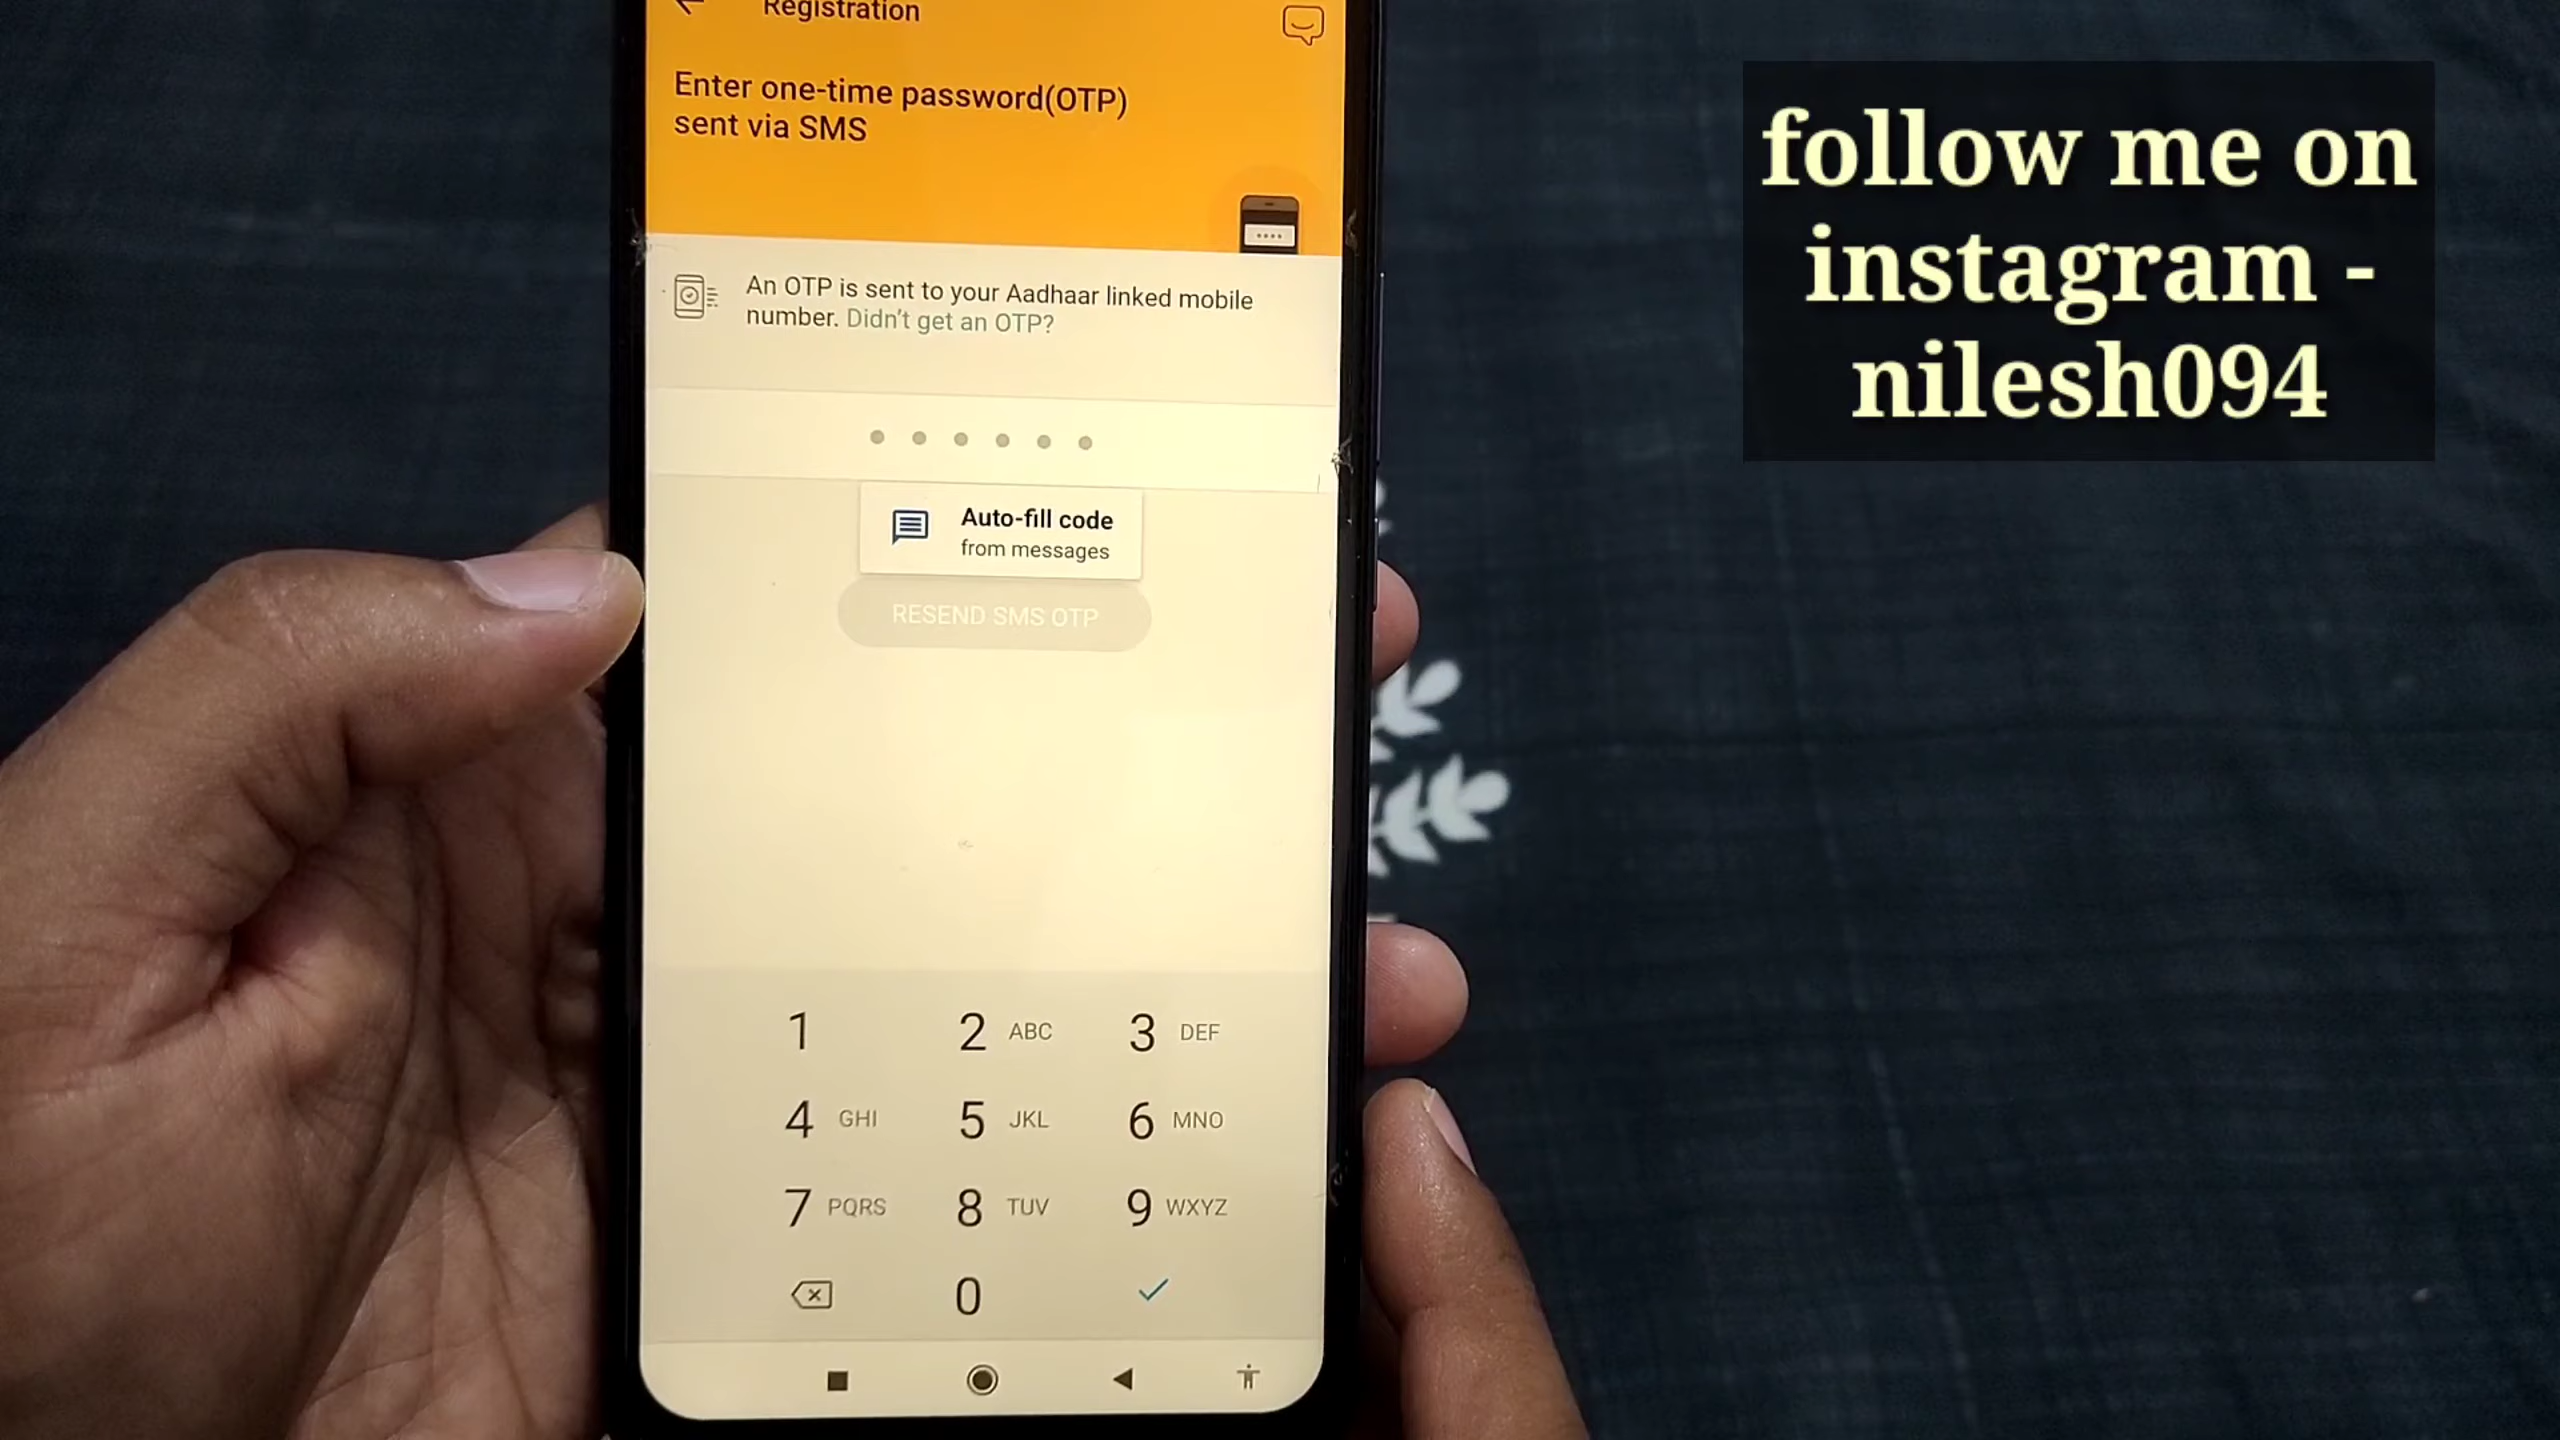 Registration
Enter one-time password(OTP)
sent via SMS
An OTP is sent to your Aadhaar linked mobile
number. Didn't get an OTP?
Auto-fill code
from messages
RESEND SMS OTP
1 2 ABC 3 DEF
4 GHI 5 JKL 6 MNO
7 PQRS 8 TUV 9 WXYZ
0
follow me on
instagram -
nilesh094